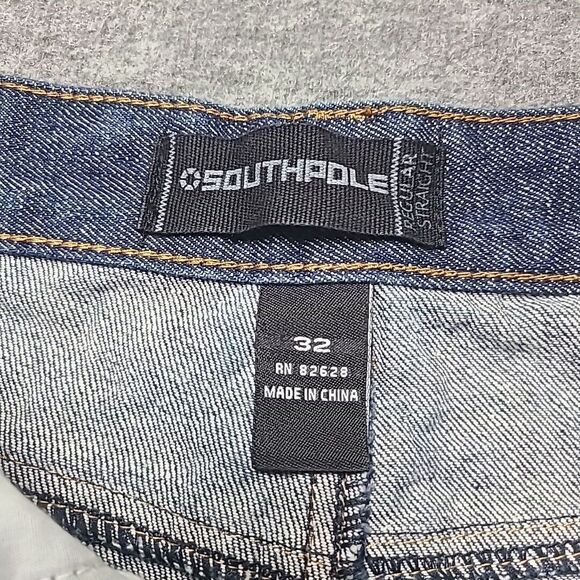 SOUTHPOLE
REGULAR
STRAIGHT
32
RN 82628
MADE IN CHINA